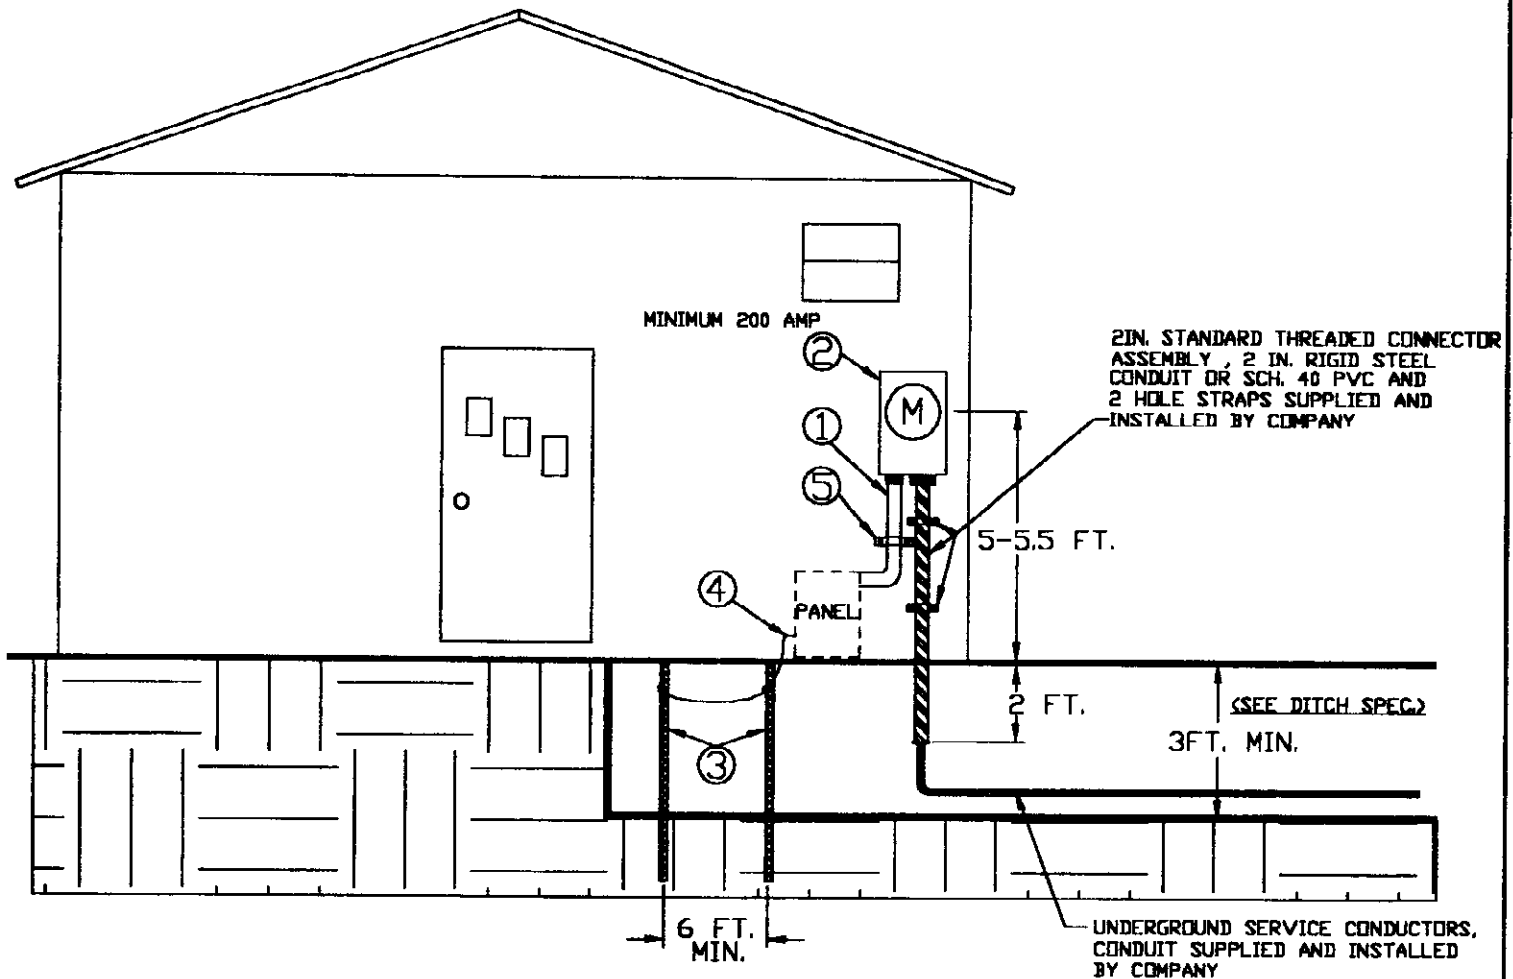 MINIMUM 200 AMP
2
M
1
5
2IN. STANDARD THREADED CONNECTOR
ASSEMBLY , 2 IN. RIGID STEEL
CONDUIT OR SCH. 40 PVC AND
2 HOLE STRAPS SUPPLIED AND
INSTALLED BY COMPANY
5-5.5 FT.
4
PANEL
2 FT.
(SEE DITCH SPEC.)
3FT. MIN.
3
6 FT.
MIN.
UNDERGROUND SERVICE CONDUCTORS,
CONDUIT SUPPLIED AND INSTALLED
BY COMPANY